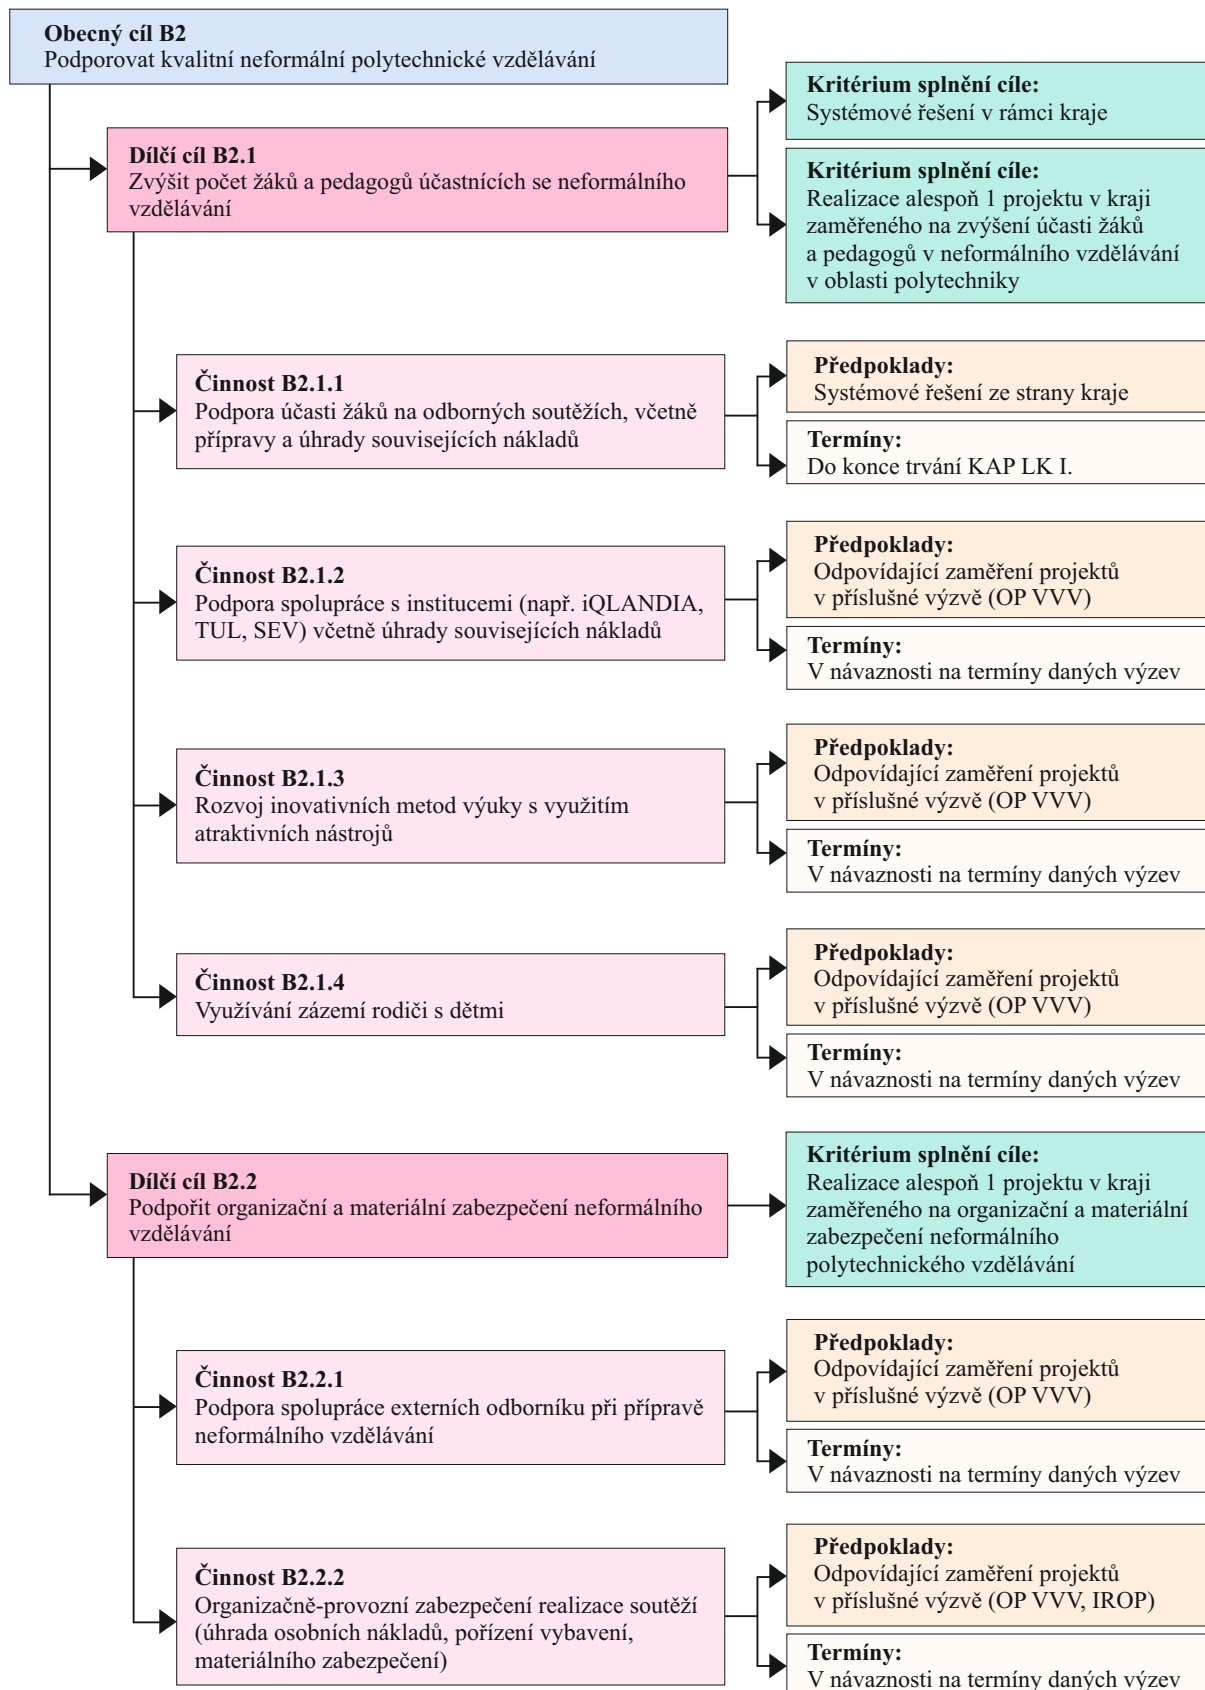 Obecný cíl B2
Podporovat kvalitní neformální polytechnické vzdělávání
Dílčí cíl B2.1
Zvýšit počet žáků a pedagogů účastnících se neformálního
vzdělávání
Kritérium splnění cíle:
Systémové řešení v rámci kraje
Kritérium splnění cíle:
Realizace alespoň 1 projektu v kraji
zaměřeného na zvýšení účasti žáků
a pedagogů v neformálního vzdělávání
v oblasti polytechniky
Činnost B2.1.1
Podpora účasti žáků na odborných soutěžích, včetně
přípravy a úhrady souvisejících nákladů
Předpoklady:
Systémové řešení ze strany kraje
Termíny:
Do konce trvání KAP LK I.
Činnost B2.1.2
Podpora spolupráce s institucemi (např. iQLANDIA,
TUL, SEV) včetně úhrady souvisejících nákladů
Předpoklady:
Odpovídající zaměření projektů
v příslušné výzvě (OP VVV)
Termíny:
V návaznosti na termíny daných výzev
Činnost B2.1.3
Rozvoj inovativních metod výuky s využitím
atraktivních nástrojů
Předpoklady:
Odpovídající zaměření projektů
v příslušné výzvě (OP VVV)
Termíny:
V návaznosti na termíny daných výzev
Činnost B2.1.4
Využívání zázemí rodiči s dětmi
Předpoklady:
Odpovídající zaměření projektů
v příslušné výzvě (OP VVV)
Termíny:
V návaznosti na termíny daných výzev
Dílčí cíl B2.2
Podpořit organizační a materiální zabezpečení neformálního
vzdělávání
Kritérium splnění cíle:
Realizace alespoň 1 projektu v kraji
zaměřeného na organizační a materiální
zabezpečení neformálního
polytechnického vzdělávání
Činnost B2.2.1
Podpora spolupráce externích odborníku při přípravě
neformálního vzdělávání
Předpoklady:
Odpovídající zaměření projektů
v příslušné výzvě (OP VVV)
Termíny:
V návaznosti na termíny daných výzev
Činnost B2.2.2
Organizačně-provozní zabezpečení realizace soutěží
(úhrada osobních nákladů, pořízení vybavení,
materiálního zabezpečení)
Předpoklady:
Odpovídající zaměření projektů
v příslušné výzvě (OP VVV, IROP)
Termíny:
V návaznosti na termíny daných výzev